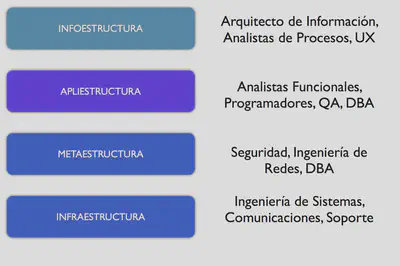 INFOESTRUCTURA
Arquitecto de Información,
Analistas de Procesos, UX
APLIESTRUCTURA
Analistas Funcionales,
Programadores, QA, DBA
METAESTRUCTURA
Seguridad, Ingeniería de
Redes, DBA
INFRAESTRUCTURA
Ingeniería de Sistemas,
Comunicaciones, Soporte